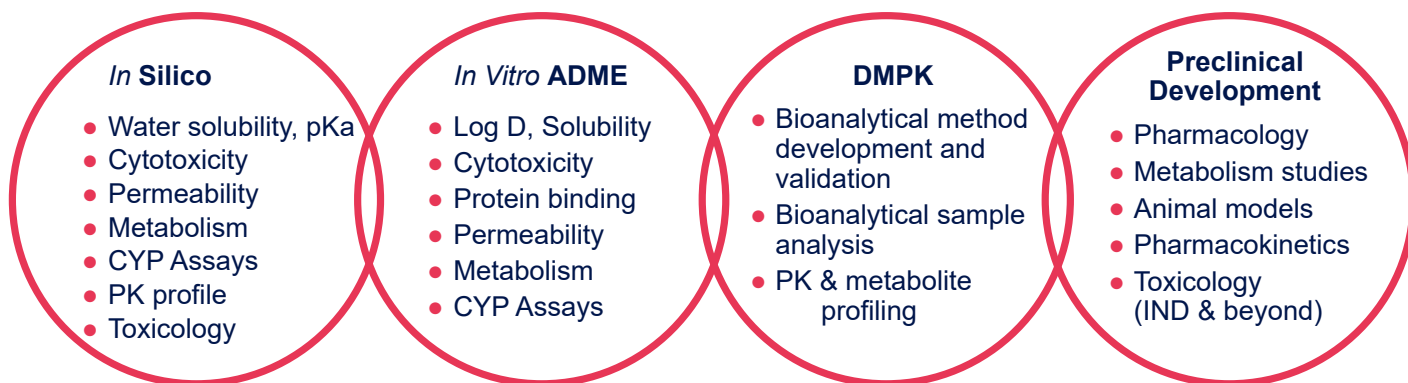 In Silico
• Water solubility, pKa
• Cytotoxicity
• Permeability
• Metabolism
• CYP Assays
• PK profile
• Toxicology
In Vitro ADME
• Log D, Solubility
• Cytotoxicity
• Protein binding
• Permeability
• Metabolism
• CYP Assays
DMPK
• Bioanalytical method
development and
validation
• Bioanalytical sample
analysis
• PK & metabolite
profiling
Preclinical
Development
• Pharmacology
• Metabolism studies
• Animal models
• Pharmacokinetics
• Toxicology
(IND & beyond)